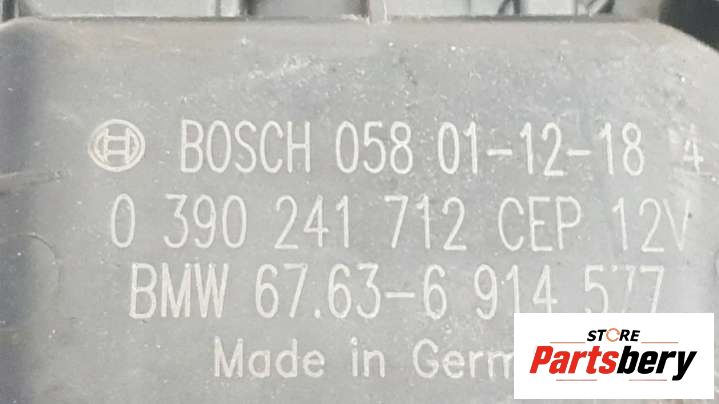 BOSCH 058 01-12-18 4
0 390 241 712 CEP 12V
BMW 67.63-6 914 577
Made in
STORE
Partsbery